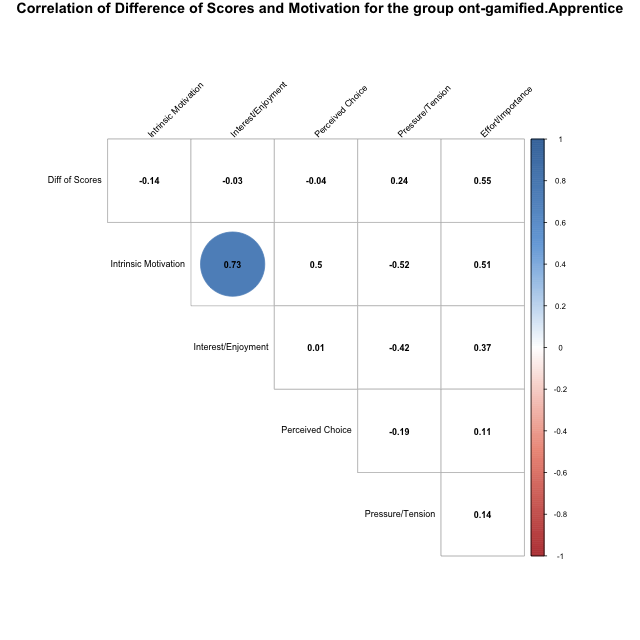 Correlation of Difference of Scores and Motivation for the group ont-gamified.Apprentice
Intrinsic Motivation
Interest/Enjoyment
Perceived Choice
Pressure/Tension
Effort/Importance
Diff of Scores -0.14 -0.03 -0.04 0.24 0.55
Intrinsic Motivation 0.73 0.5 -0.52 0.51
Interest/Enjoyment 0.01 -0.42 0.37
Perceived Choice -0.19 0.11
Pressure/Tension 0.14
1
0.8
0.6
0.4
0.2
0
-0.2
-0.4
-0.6
-0.8
-1